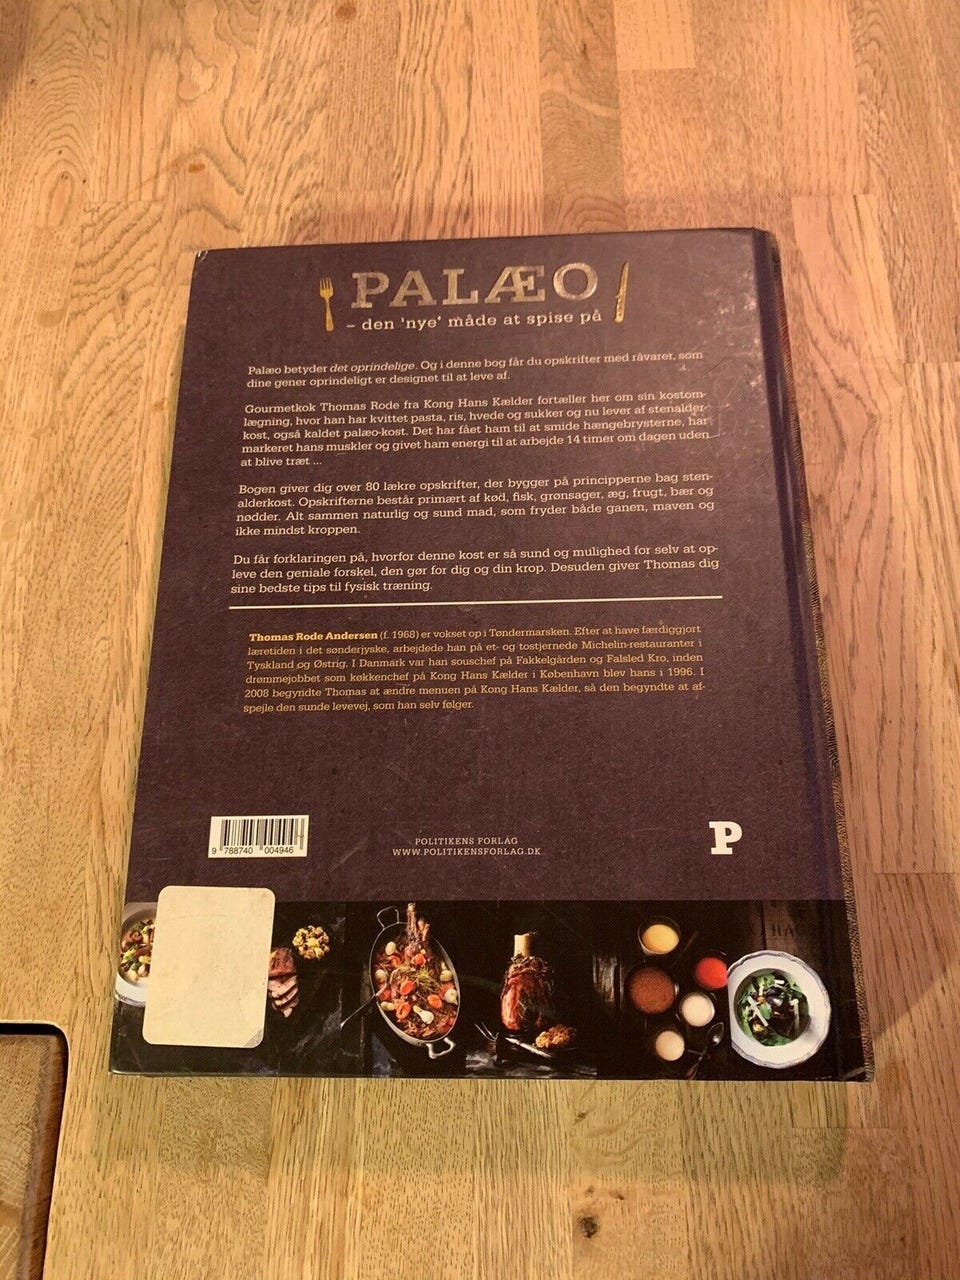 PALÆO
– den 'nye' måde at spise på
Palæo betyder det oprindelige. Og i denne bog får du opskrifter med råvarer, som
dine gener oprindeligt er designet til at leve af.
Gourmetkok Thomas Rode fra Kong Hans Kælder fortæller her om sin kostom-
lægning, hvor han har kvittet pasta, ris, hvede og sukker og nu lever af stenalder-
kost, også kaldet palæo-kost. Det har fået ham til at smide hængebrysterne, har
markeret hans muskler og givet ham energi til at arbejde 14 timer om dagen uden
at blive træt ...
Bogen giver dig over 80 lækre opskrifter, der bygger på principperne bag sten-
alderkost. Opskrifterne består primært af kød, fisk, grønsager, æg, frugt, bær og
nødder. Alt sammen naturlig og sund mad, som fryder både ganen, maven og
ikke mindst kroppen.
Du får forklaringen på, hvorfor denne kost er så sund og mulighed for selv at op-
leve den geniale forskel, den gør for dig og din krop. Desuden giver Thomas dig
sine bedste tips til fysisk træning.
Thomas Rode Andersen (f. 1968) er vokset op i Tøndermarsken. Efter at have færdiggjort
læretiden i det sønderjyske, arbejdede han på et- og tostjernede Michelin-restauranter i
Tyskland og Østrig. I Danmark var han souschef på Fakkelgården og Falsled Kro, inden
drømmejobbet som køkkenchef på Kong Hans Kælder i København blev hans i 1996. I
2008 begyndte Thomas at ændre menuen på Kong Hans Kælder, så den begyndte at af-
spejle den sunde levevej, som han selv følger.
9 788740 004946
POLITIKENS FORLAG
WWW.POLITIKENSFORLAG.DK
P